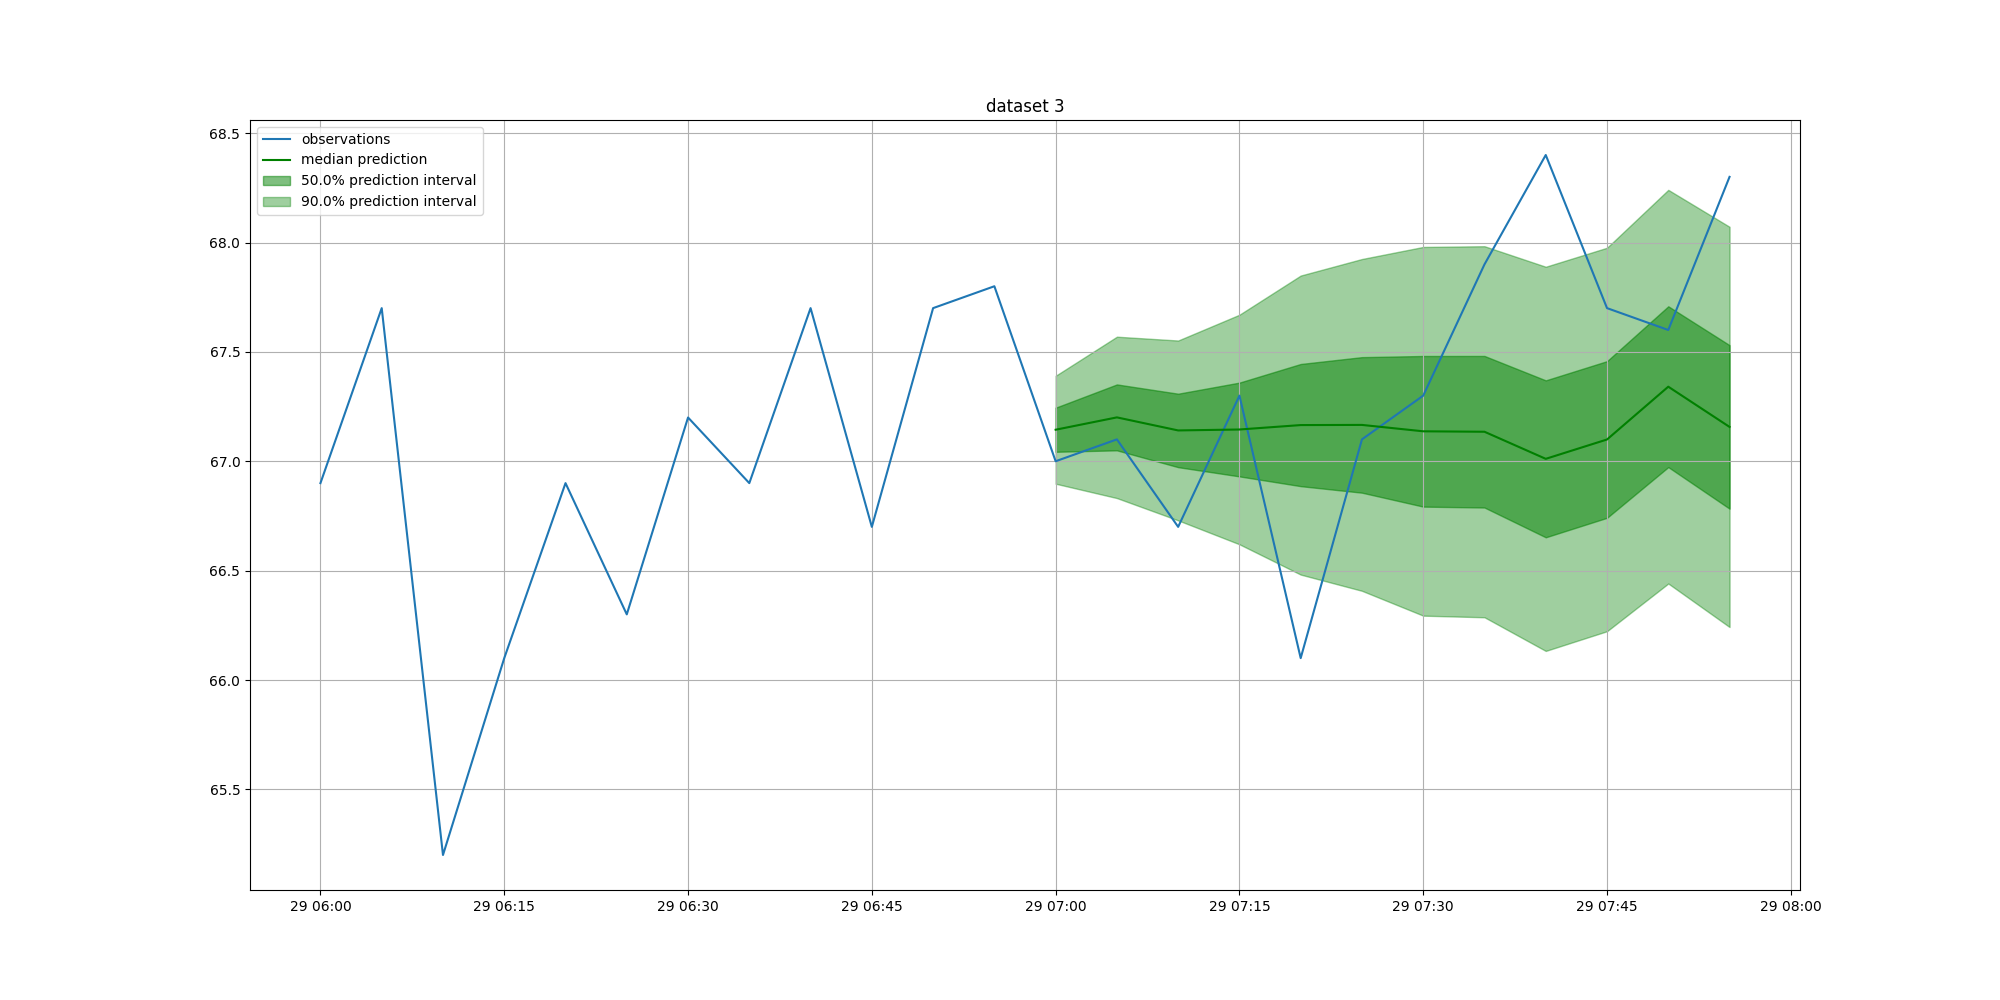 dataset 3
observations
median prediction
50.0% prediction interval
90.0% prediction interval
68.5
68.0
67.5
67.0
66.5
66.0
65.5
29 06:00 29 06:15 29 06:30 29 06:45 29 07:00 29 07:15 29 07:30 29 07:45 29 08:00